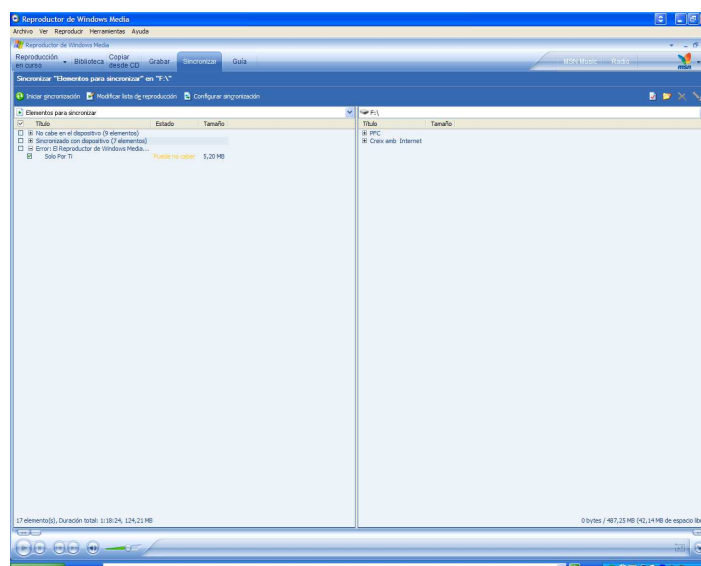 Reproductor de Windows Media
Archivo Ver Reproducir Herramientas Ayuda
Reproductor de Windows Media
Reproducción en curso
Biblioteca
Copiar desde CD
Grabar
Sincronizar
Guía
MSN Music
Radio
msn
Sincronizar "Elementos para sincronizar" en "F:\"
Iniciar sincronización
Modificar lista de reproducción
Configurar sincronización
Elementos para sincronizar
F:\
Título Estado Tamaño
Título Tamaño
No cabe en el dispositivo (9 elementos)
Sincronizado con dispositivo (7 elementos)
Error: El Reproductor de Windows Media...
Solo Por Ti Puede no caber 5,20 MB
PFC
Creix amb Internet
17 elemento(s), Duración total: 1:18:24, 124,21 MB
0 bytes / 487,25 MB (42,14 MB de espacio lib